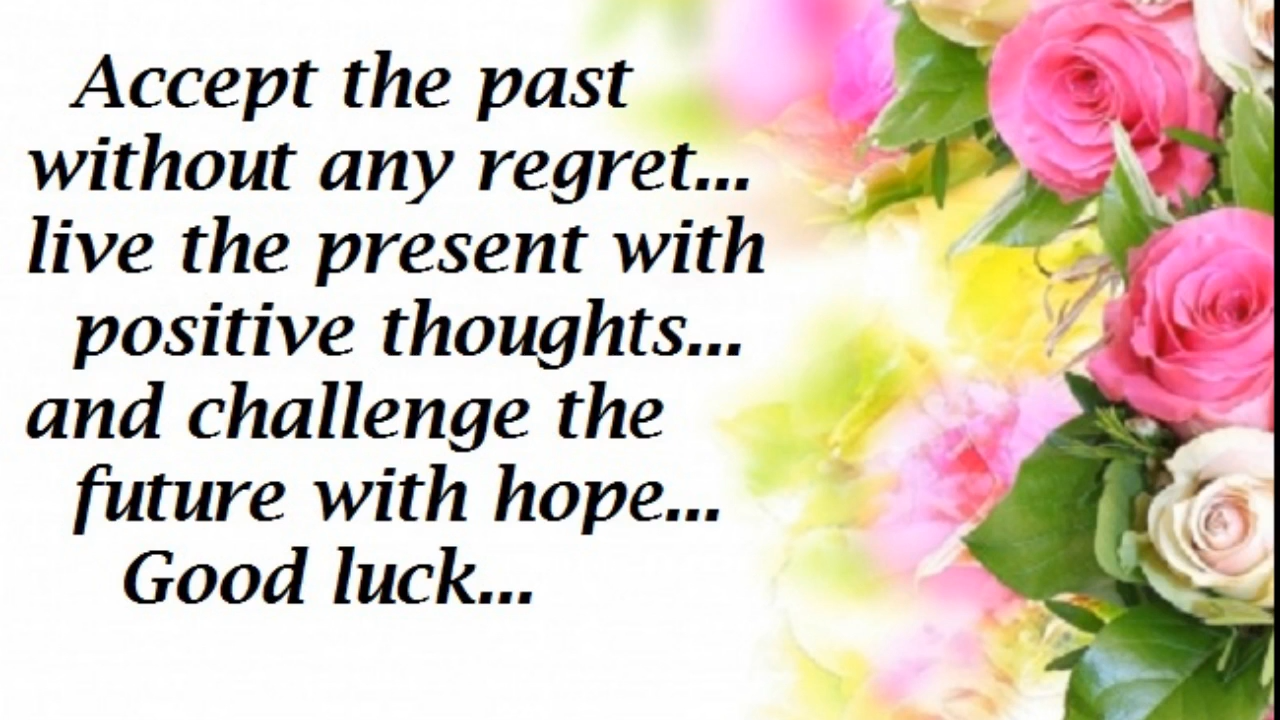 Accept the past
without any regret...
live the present with
positive thoughts...
and challenge the
future with hope...
Good luck...